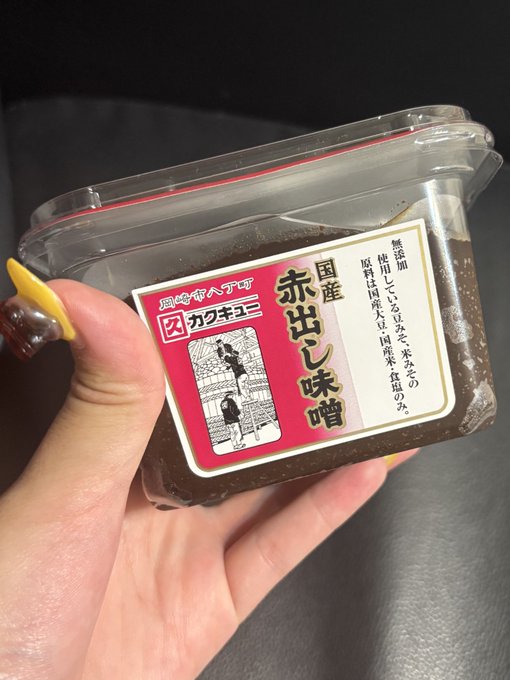 無添加
使用している豆みそ、米みその
原料は国産大豆・国産米・食塩のみ。
国産
赤出し味噌
岡崎市八丁町
久 カクキュー